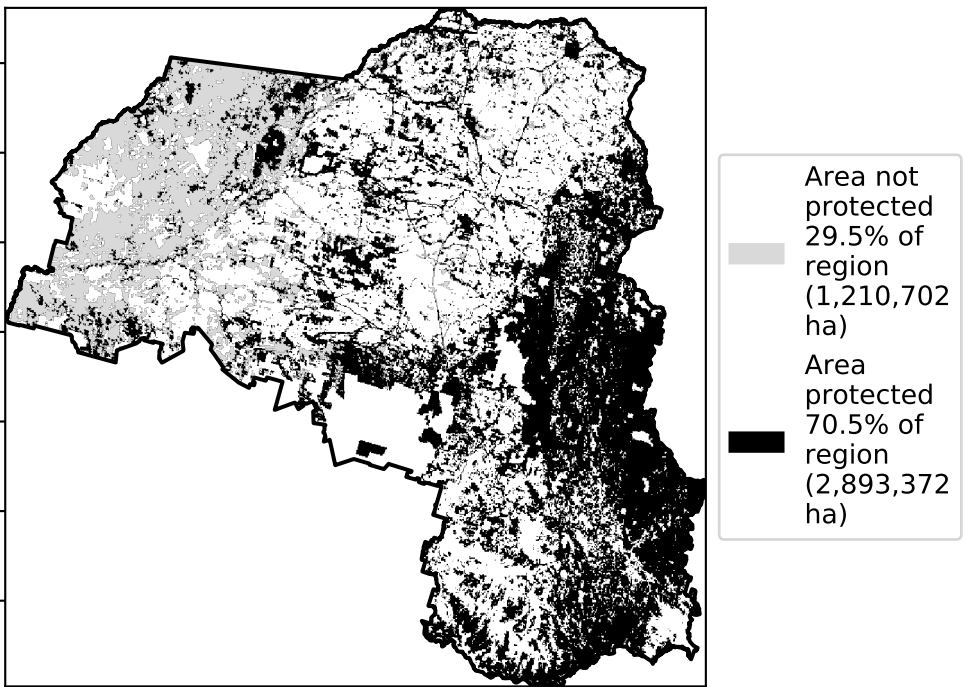 Area not
protected
29.5% of
region
(1,210,702
ha)
Area
protected
70.5% of
region
(2,893,372
ha)